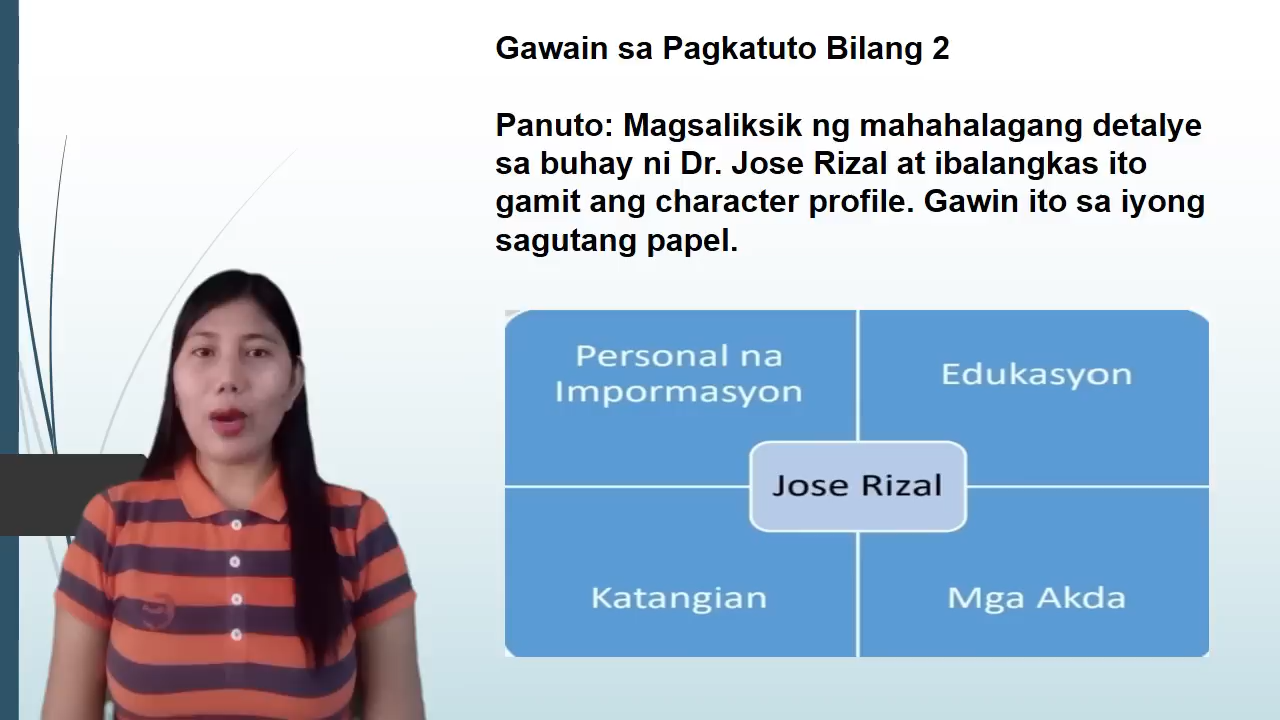 Gawain sa Pagkatuto Bilang 2
Panuto: Magsaliksik ng mahahalagang detalye
sa buhay ni Dr. Jose Rizal at ibalangkas ito
gamit ang character profile. Gawin ito sa iyong
sagutang papel.
Personal na
Impormasyon
Edukasyon
Jose Rizal
Katangian
Mga Akda